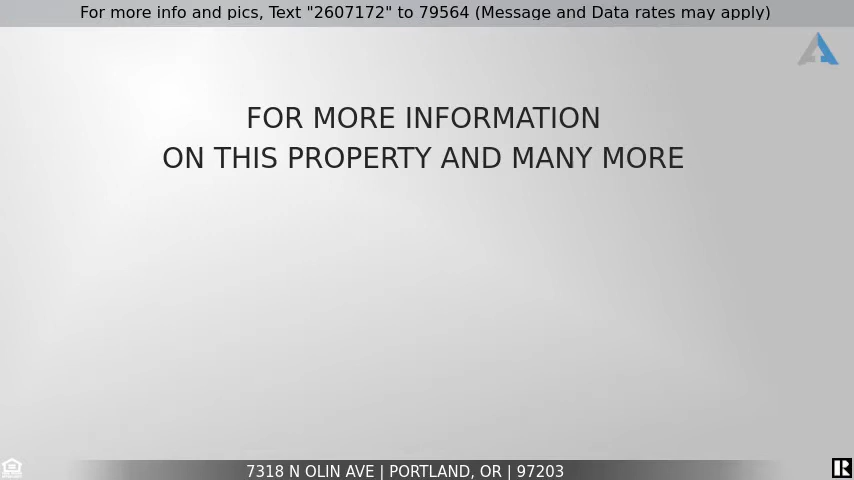 For more info and pics, Text "2607172" to 79564 (Message and Data rates may apply)
FOR MORE INFORMATION
ON THIS PROPERTY AND MANY MORE
7318 N OLIN AVE | PORTLAND, OR | 97203